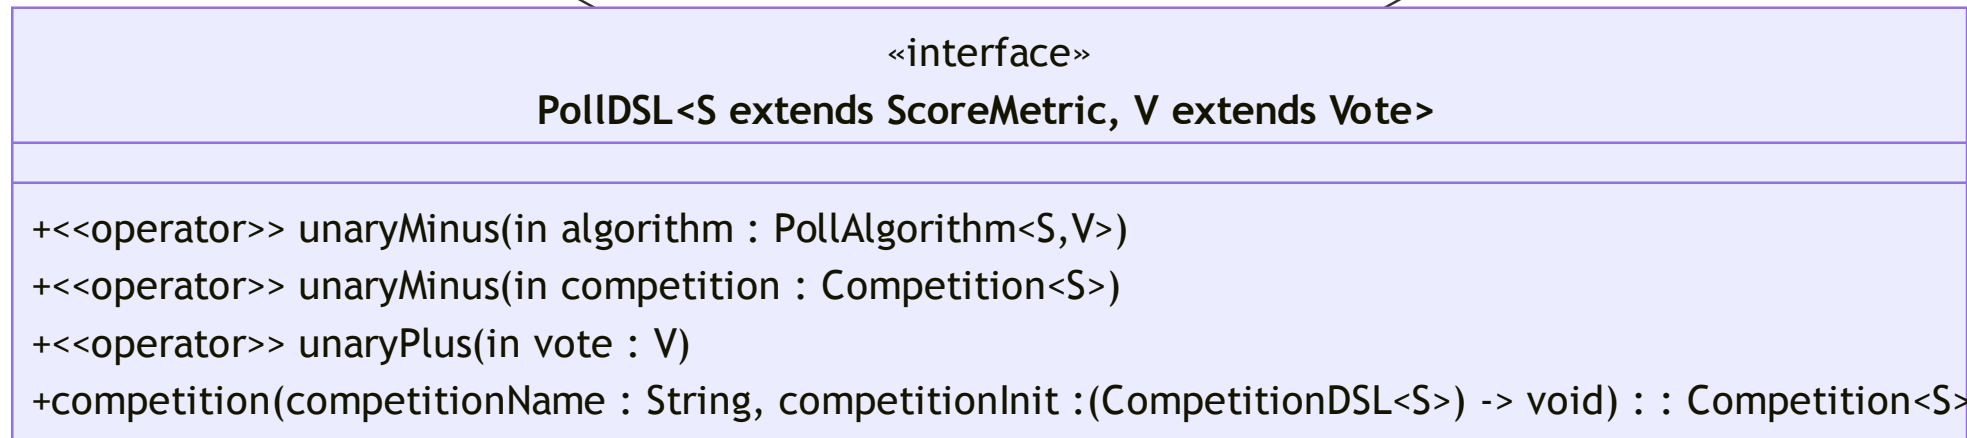 «interface»
PollDSL<S extends ScoreMetric, V extends Vote>
+<<operator>> unaryMinus(in algorithm : PollAlgorithm<S,V>)
+<<operator>> unaryMinus(in competition : Competition<S>)
+<<operator>> unaryPlus(in vote : V)
+competition(competitionName : String, competitionInit :(CompetitionDSL<S>) -> void) : : Competition<S>